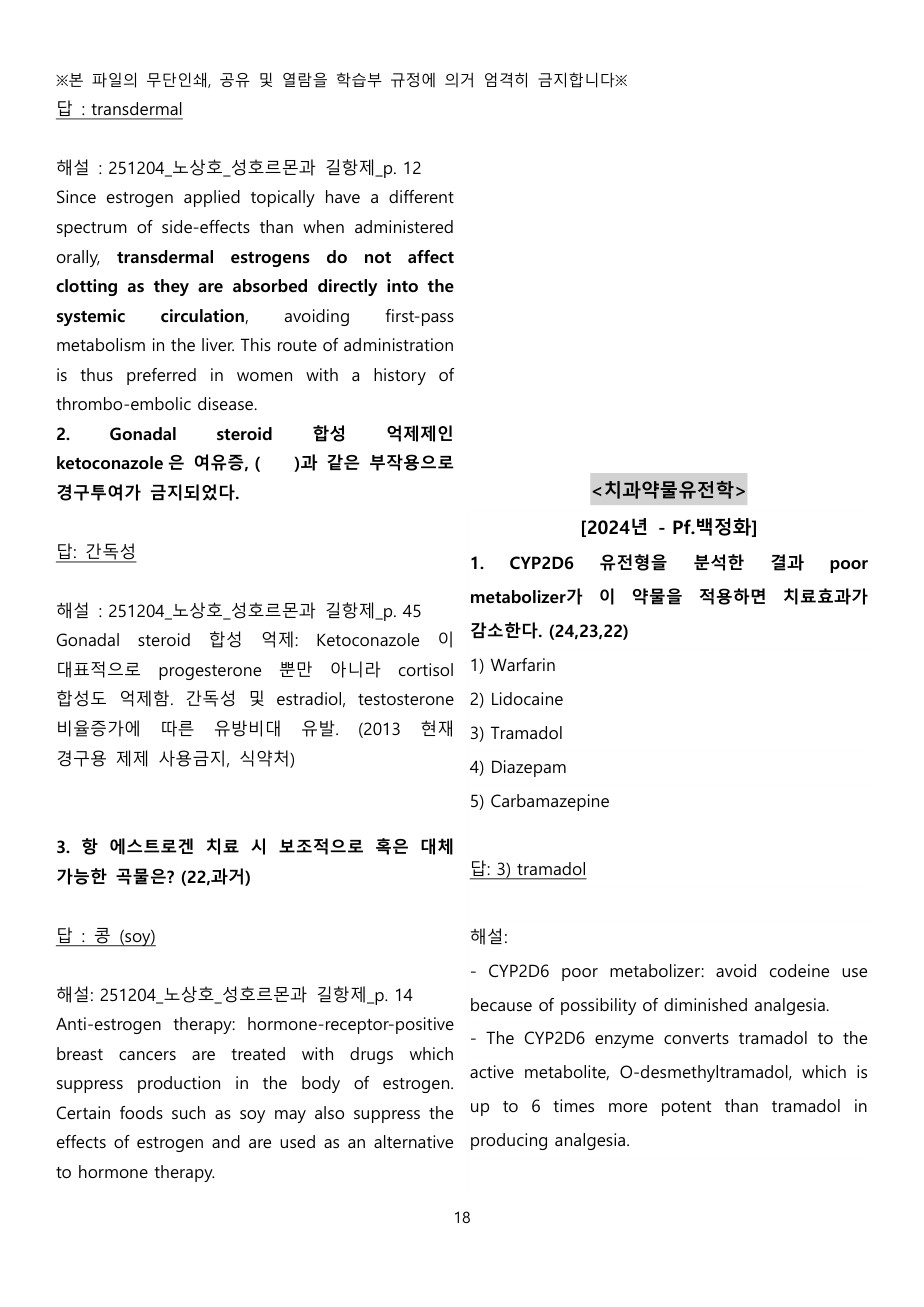 ※본 파일의 무단인쇄, 공유 및 열람을 학습부 규정에 의거 엄격히 금지합니다※
답 : transdermal
해설 : 251204_노상호_성호르몬과 길항제_p. 12
Since estrogen applied topically have a different
spectrum of side-effects than when administered
orally, transdermal estrogens do not affect
clotting as they are absorbed directly into the
systemic circulation, avoiding first-pass
metabolism in the liver. This route of administration
is thus preferred in women with a history of
thrombo-embolic disease.
2. Gonadal steroid 합성 억제제인
ketoconazole 은 여유증, ( )과 같은 부작용으로
경구투여가 금지되었다.
답: 간독성
해설 : 251204_노상호_성호르몬과 길항제_p. 45
Gonadal steroid 합성 억제: Ketoconazole 이
대표적으로 progesterone 뿐만 아니라 cortisol
합성도 억제함. 간독성 및 estradiol, testosterone
비율증가에 따른 유방비대 유발. (2013 현재
경구용 제제 사용금지, 식약처)
3. 항 에스트로겐 치료 시 보조적으로 혹은 대체
가능한 곡물은? (22,과거)
답 : 콩 (soy)
해설: 251204_노상호_성호르몬과 길항제_p. 14
Anti-estrogen therapy: hormone-receptor-positive
breast cancers are treated with drugs which
suppress production in the body of estrogen.
Certain foods such as soy may also suppress the
effects of estrogen and are used as an alternative
to hormone therapy.
<치과약물유전학>
[2024년 - Pf.백정화]
1. CYP2D6 유전형을 분석한 결과 poor
metabolizer가 이 약물을 적용하면 치료효과가
감소한다. (24,23,22)
1) Warfarin
2) Lidocaine
3) Tramadol
4) Diazepam
5) Carbamazepine
답: 3) tramadol
해설:
- CYP2D6 poor metabolizer: avoid codeine use
because of possibility of diminished analgesia.
- The CYP2D6 enzyme converts tramadol to the
active metabolite, O-desmethyltramadol, which is
up to 6 times more potent than tramadol in
producing analgesia.
18